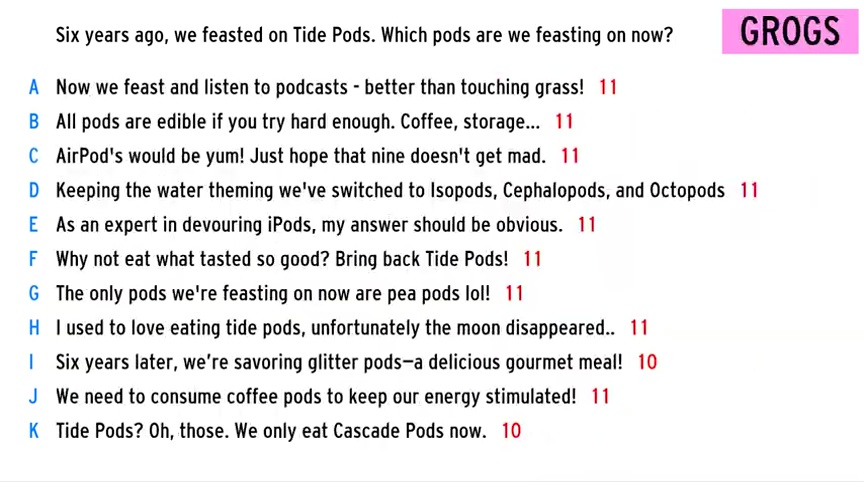 Six years ago, we feasted on Tide Pods. Which pods are we feasting on now?
GROGS
A Now we feast and listen to podcasts - better than touching grass! 11
B All pods are edible if you try hard enough. Coffee, storage... 11
C AirPod's would be yum! Just hope that nine doesn't get mad. 11
D Keeping the water theming we've switched to Isopods, Cephalopods, and Octopods 11
E As an expert in devouring iPods, my answer should be obvious. 11
F Why not eat what tasted so good? Bring back Tide Pods! 11
G The only pods we're feasting on now are pea pods lol! 11
H I used to love eating tide pods, unfortunately the moon disappeared.. 11
I Six years later, we’re savoring glitter pods—a delicious gourmet meal! 10
J We need to consume coffee pods to keep our energy stimulated! 11
K Tide Pods? Oh, those. We only eat Cascade Pods now. 10